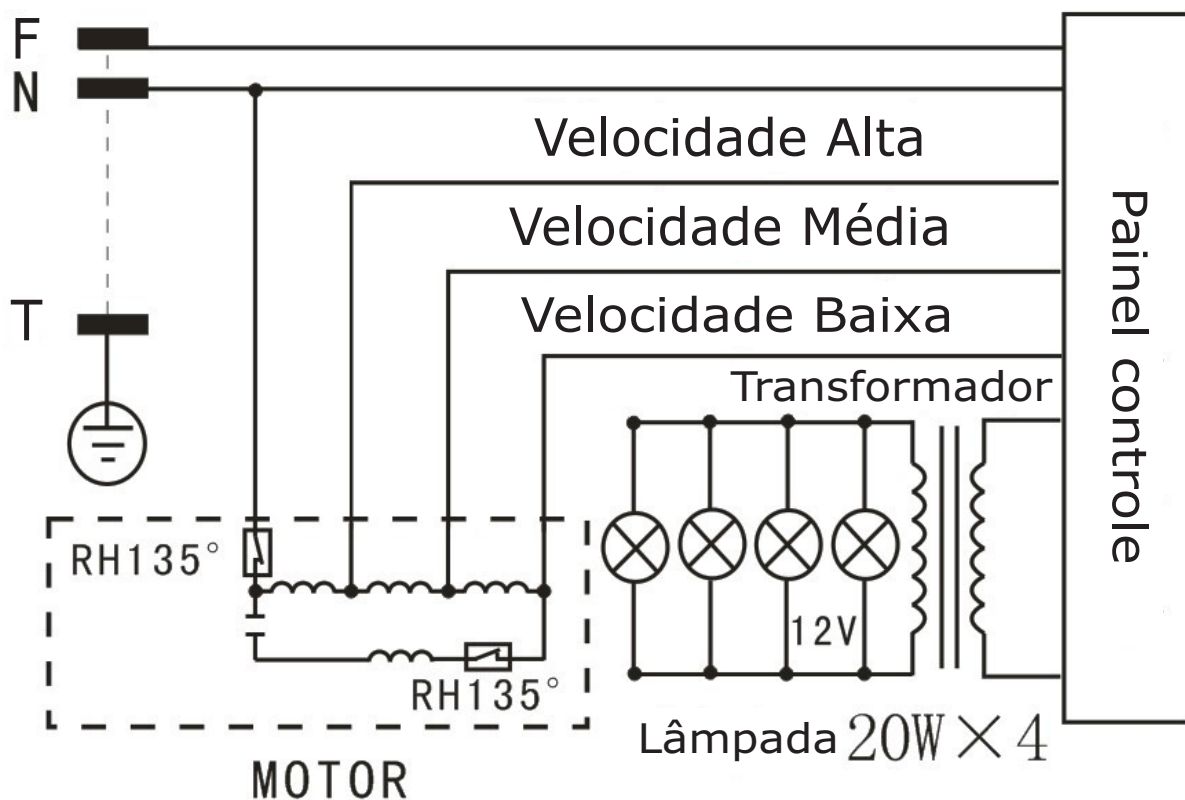 F
N
Velocidade Alta
Velocidade Média
T
Velocidade Baixa
Transformador
Painel controle
RH135°
12V
RH135°
Lâmpada 20W×4
MOTOR